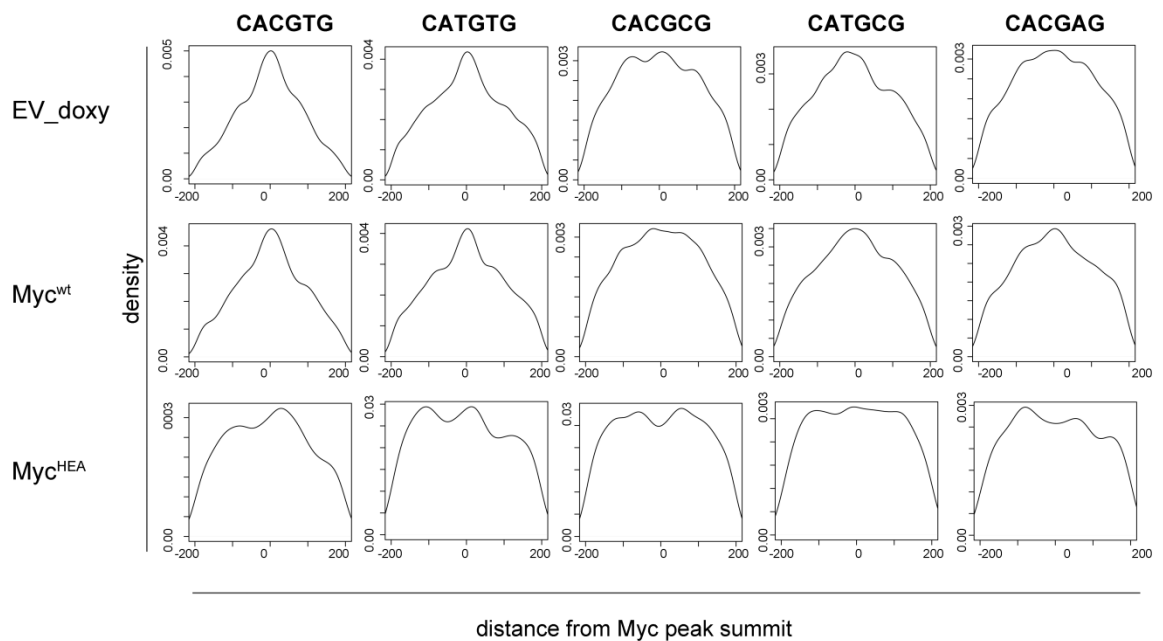 CACGTG CATGTG CACGCG CATGCG CACGAG
EV_doxy
0.005 0.004 0.003 0.003 0.003
0.00 0.00 0.00 0.00 0.00
-200 0 200 -200 0 200 -200 0 200 -200 0 200 -200 0 200
Myc^wt
density
0.004 0.004 0.003 0.003 0.003
0.00 0.00 0.00 0.00 0.00
-200 0 200 -200 0 200 -200 0 200 -200 0 200 -200 0 200
Myc^HEA
0003 0.03 0.03 0.003 0.003
0.00 0.00 0.00 0.00 0.00
-200 0 200 -200 0 200 -200 0 200 -200 0 200 -200 0 200
distance from Myc peak summit